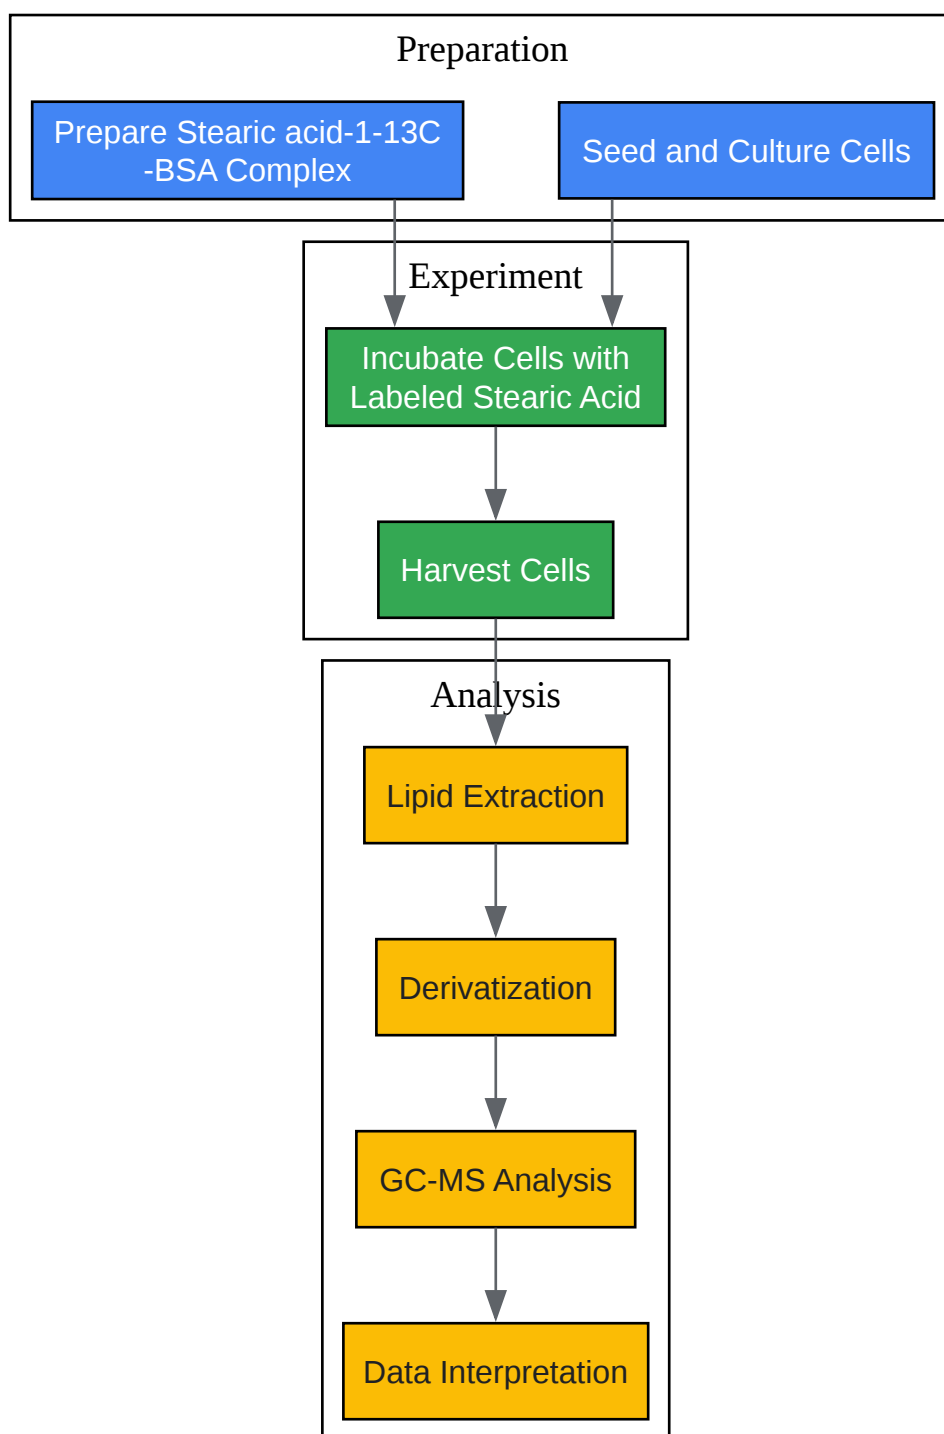 Preparation
Prepare Stearic acid-1-13C
-BSA Complex
Seed and Culture Cells
Experiment
Incubate Cells with
Labeled Stearic Acid
Harvest Cells
Analysis
Lipid Extraction
Derivatization
GC-MS Analysis
Data Interpretation